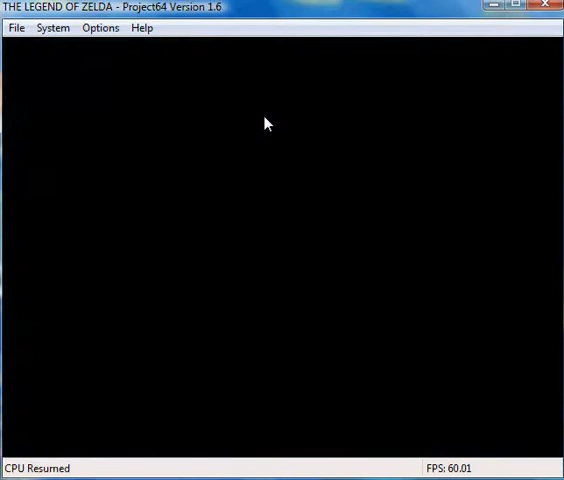 THE LEGEND OF ZELDA - Project64 Version 1.6
File System Options Help
CPU Resumed FPS: 60.01